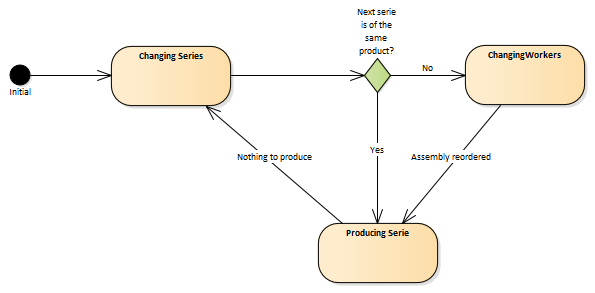 Next serie
is of the
same
product?
Changing Series
ChangingWorkers
No
Initial
Yes
Nothing to produce
Assembly reordered
Producing Serie